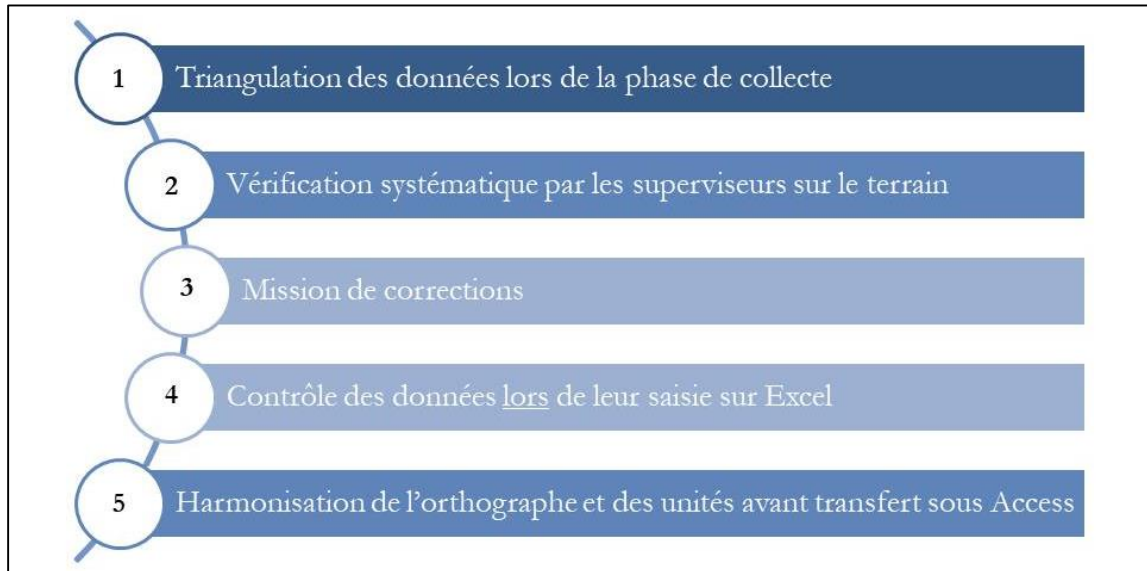 1 Triangulation des données lors de la phase de collecte
2 Vérification systématique par les superviseurs sur le terrain
3 Mission de corrections
4 Contrôle des données lors de leur saisie sur Excel
5 Harmonisation de l’orthographe et des unités avant transfert sous Access